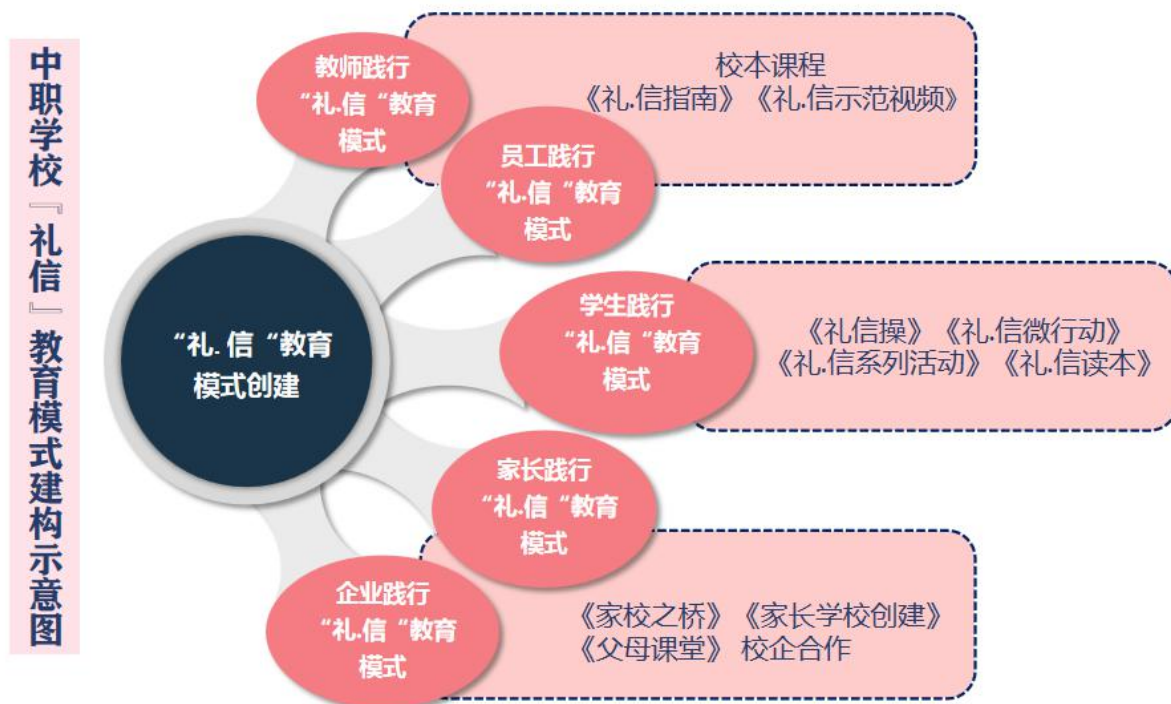 中职学校『礼信』教育模式建构示意图
“礼.信“教育
模式创建
教师践行
“礼.信“教育
模式
员工践行
“礼.信“教育
模式
校本课程
《礼.信指南》《礼.信示范视频》
学生践行
“礼.信“教育
模式
《礼信操》《礼.信微行动》
《礼.信系列活动》《礼.信读本》
家长践行
“礼.信“教育
模式
企业践行
“礼.信“教育
模式
《家校之桥》《家长学校创建》
《父母课堂》 校企合作